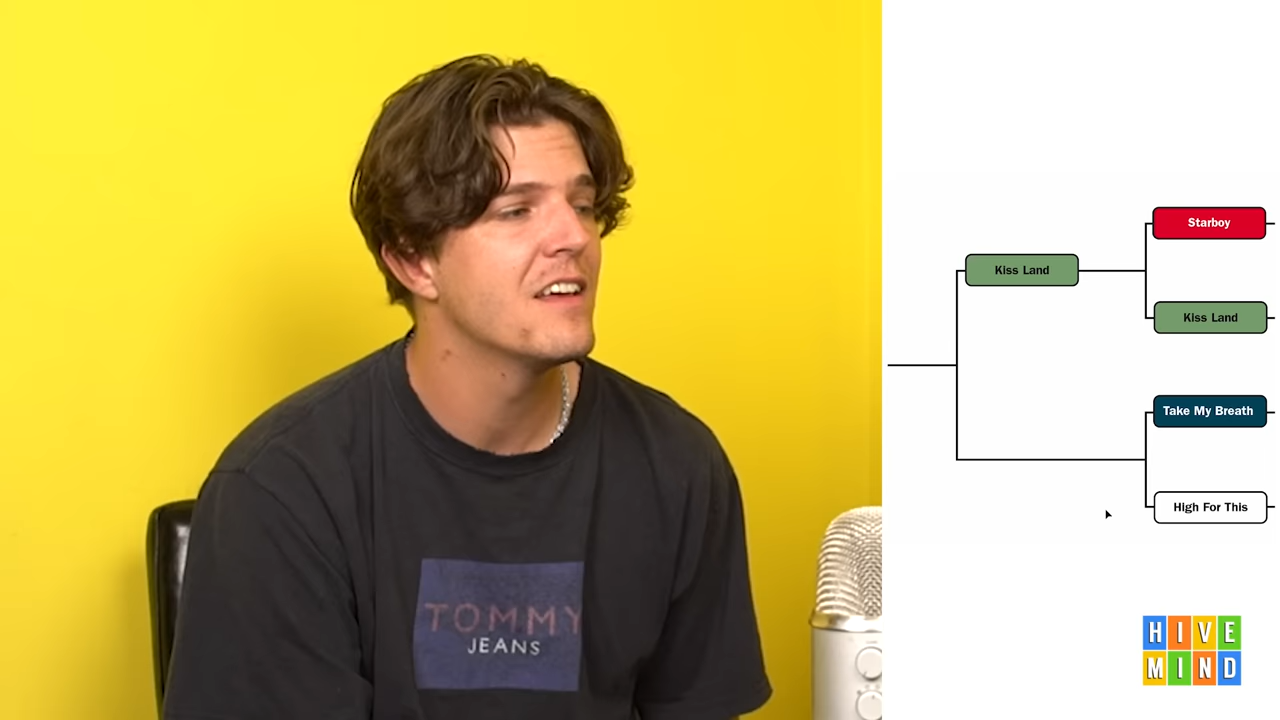 TOMMY
JEANS
Starboy
Kiss Land
Kiss Land
Take My Breath
High For This
HIVE
MIND